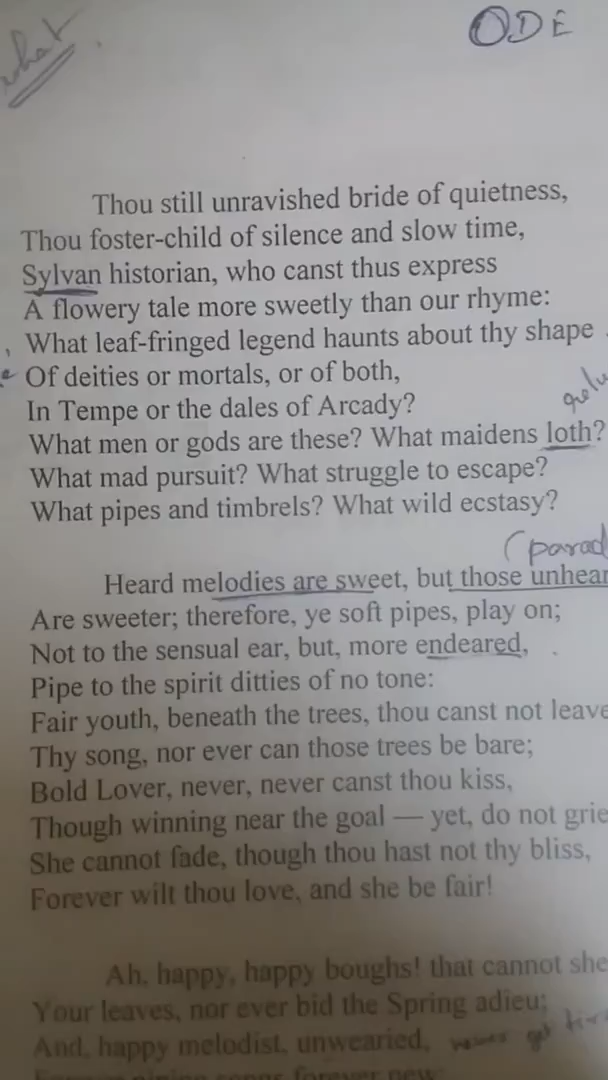 what
ODE
Thou still unravished bride of quietness,
Thou foster-child of silence and slow time,
Sylvan historian, who canst thus express
A flowery tale more sweetly than our rhyme:
What leaf-fringed legend haunts about thy shape
Of deities or mortals, or of both,
In Tempe or the dales of Arcady?
What men or gods are these? What maidens loth?
What mad pursuit? What struggle to escape?
What pipes and timbrels? What wild ecstasy?
(parad
Heard melodies are sweet, but those unhear
Are sweeter; therefore, ye soft pipes, play on;
Not to the sensual ear, but, more endeared,
Pipe to the spirit ditties of no tone:
Fair youth, beneath the trees, thou canst not leave
Thy song, nor ever can those trees be bare;
Bold Lover, never, never canst thou kiss,
Though winning near the goal — yet, do not grie
She cannot fade, though thou hast not thy bliss,
Forever wilt thou love, and she be fair!
Ah, happy, happy boughs! that cannot she
Your leaves, nor ever bid the Spring adieu;
And, happy melodist, unwearied, never get
songs forever new;